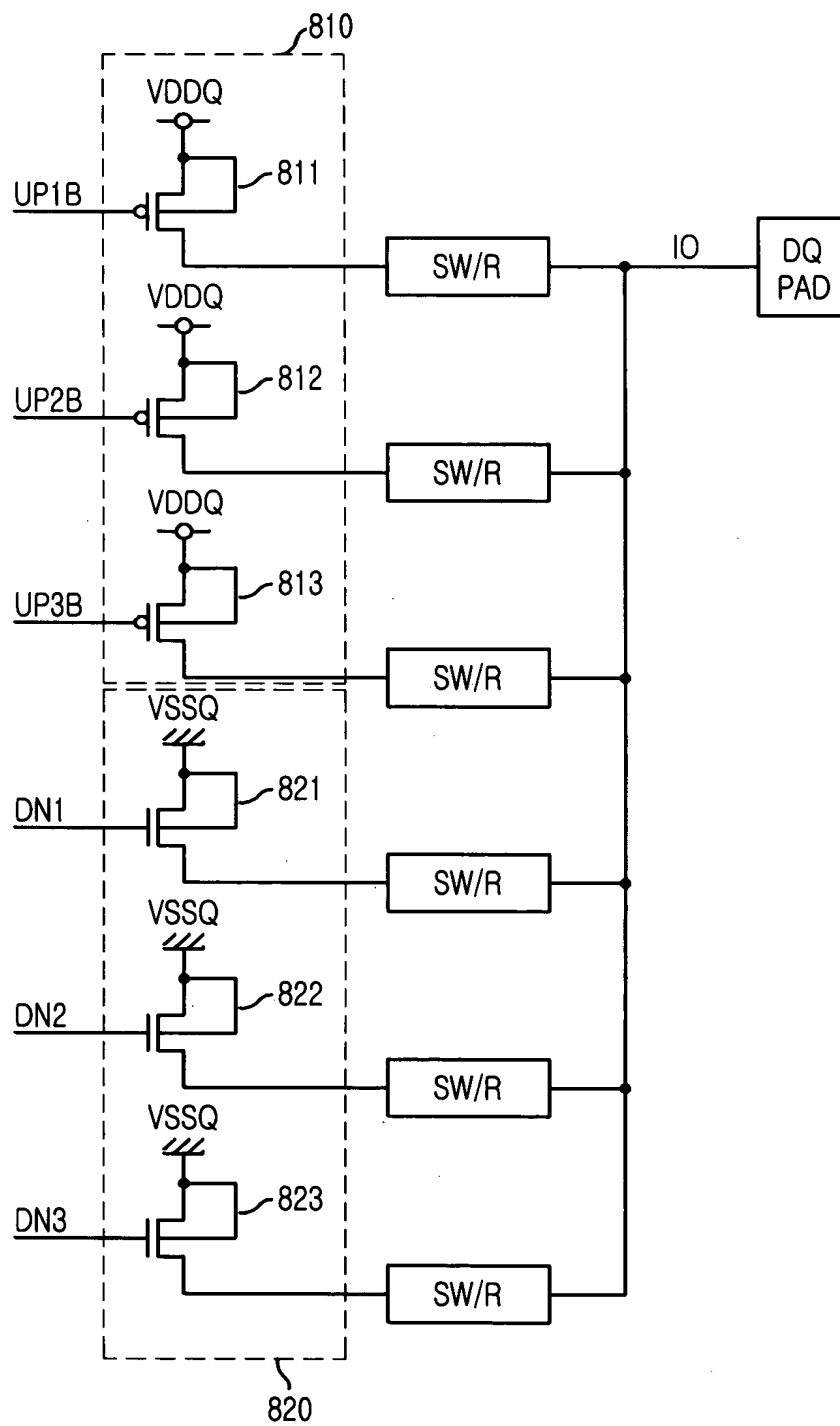 810
VDDQ
811
UP1B
SW/R
IO
DQ
PAD
VDDQ
812
UP2B
SW/R
VDDQ
813
UP3B
SW/R
VSSQ
821
DN1
SW/R
VSSQ
822
DN2
SW/R
VSSQ
823
DN3
SW/R
820